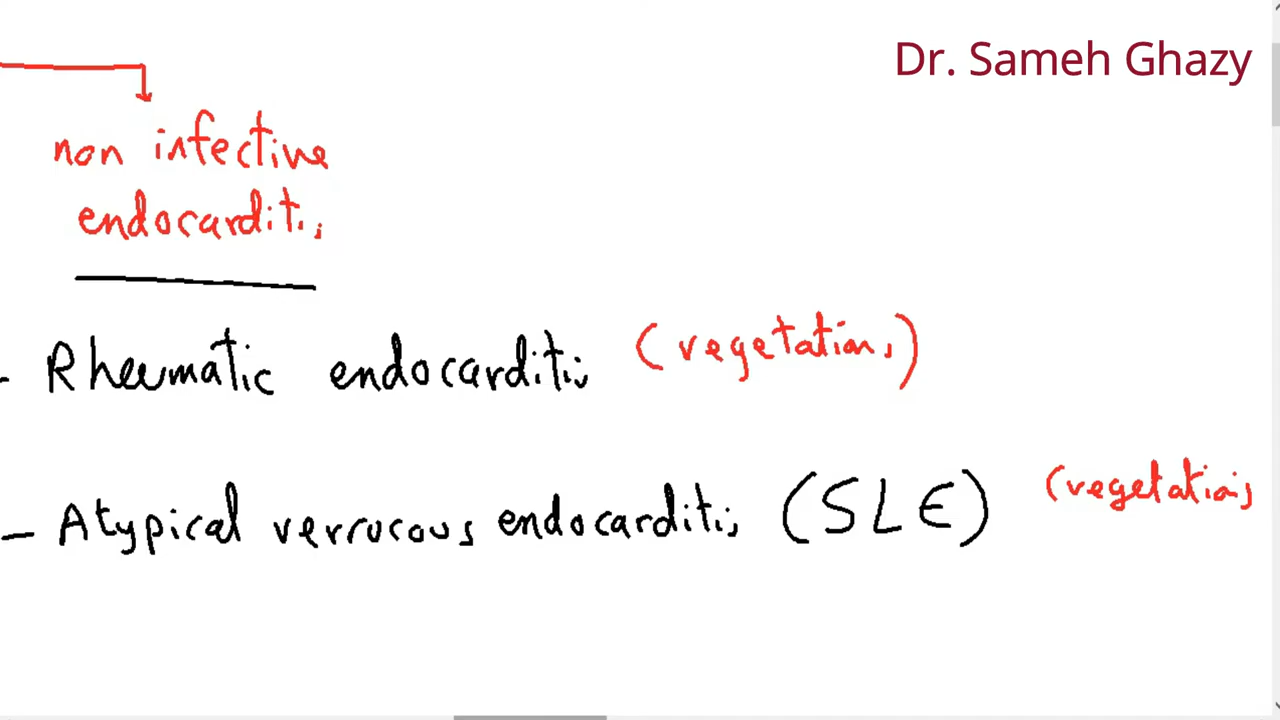 Dr. Sameh Ghazy
non infective
endocarditis
- Rheumatic endocarditis (vegetations)
- Atypical verrucous endocarditis (SLE) (vegetations